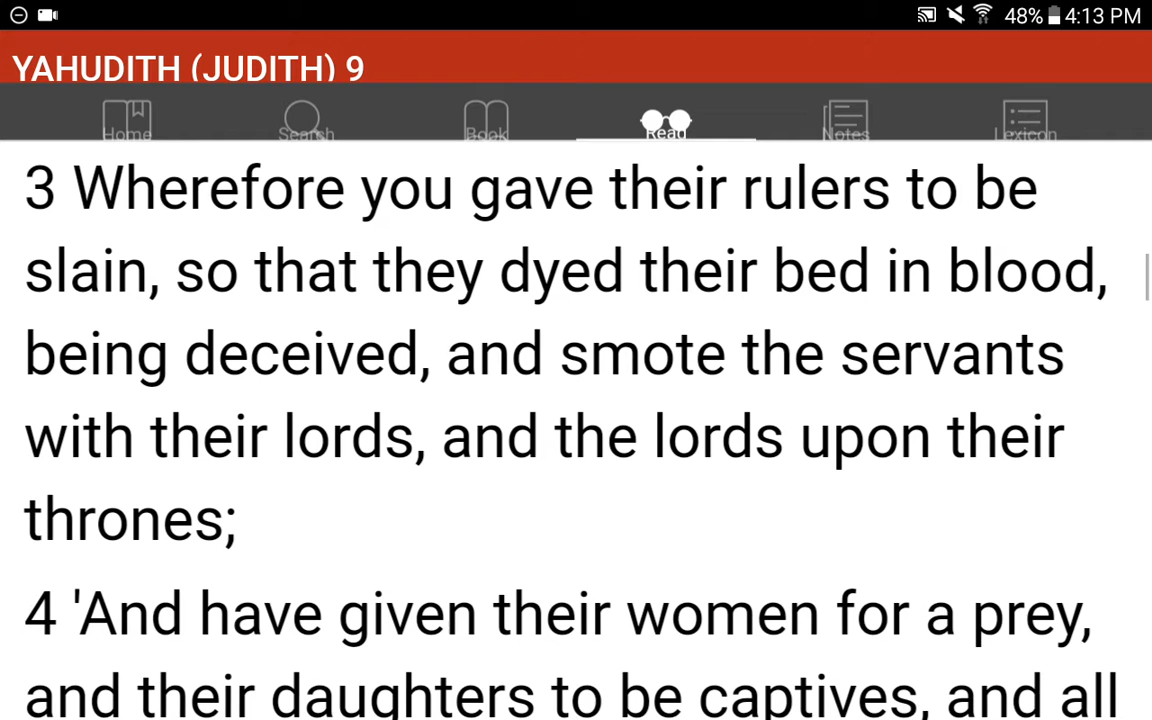 48% 4:13 PM
YAHUDITH (JUDITH) 9
Home Search Book Read Notes Lexicon
3 Wherefore you gave their rulers to be
slain, so that they dyed their bed in blood,
being deceived, and smote the servants
with their lords, and the lords upon their
thrones;
4 'And have given their women for a prey,
and their daughters to be captives, and all